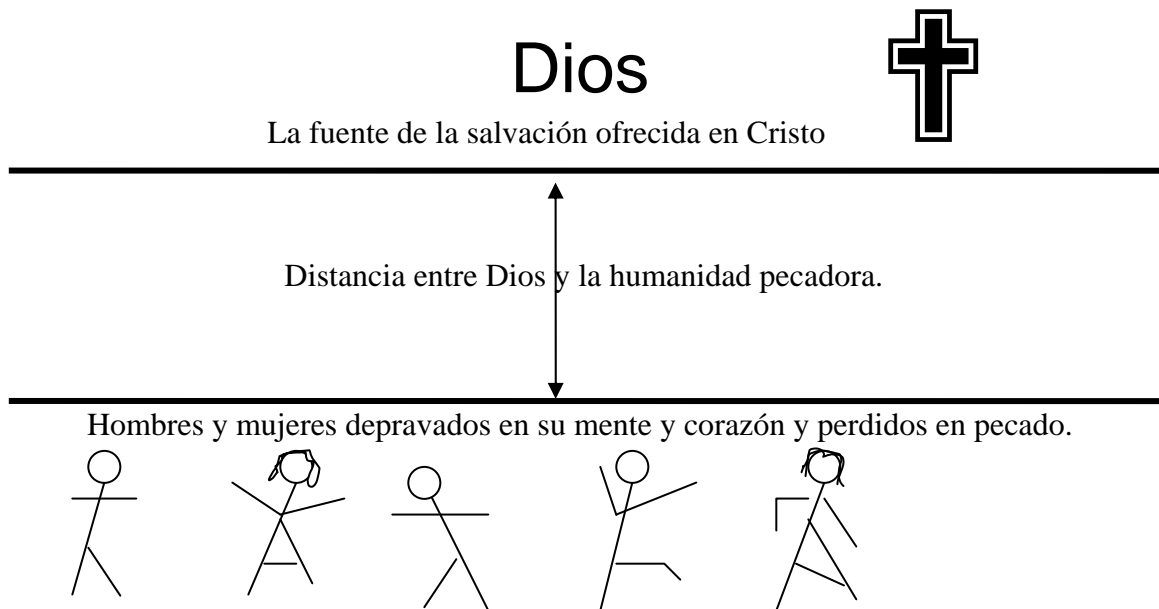 Dios
La fuente de la salvación ofrecida en Cristo
Distancia entre Dios y la humanidad pecadora.
Hombres y mujeres depravados en su mente y corazón y perdidos en pecado.